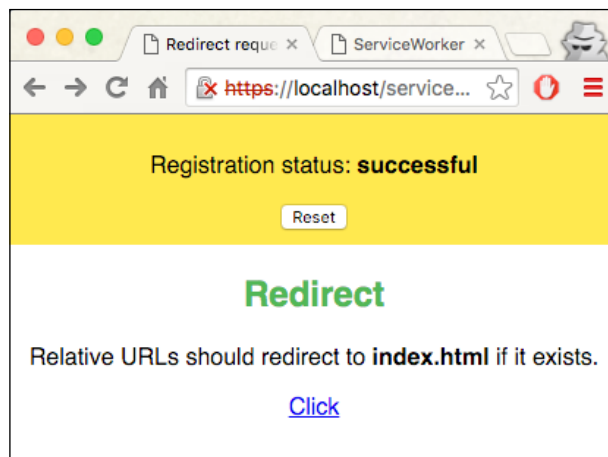 Redirect reque
ServiceWorker
https://localhost/service...
Registration status: successful
Reset
Redirect
Relative URLs should redirect to index.html if it exists.
Click